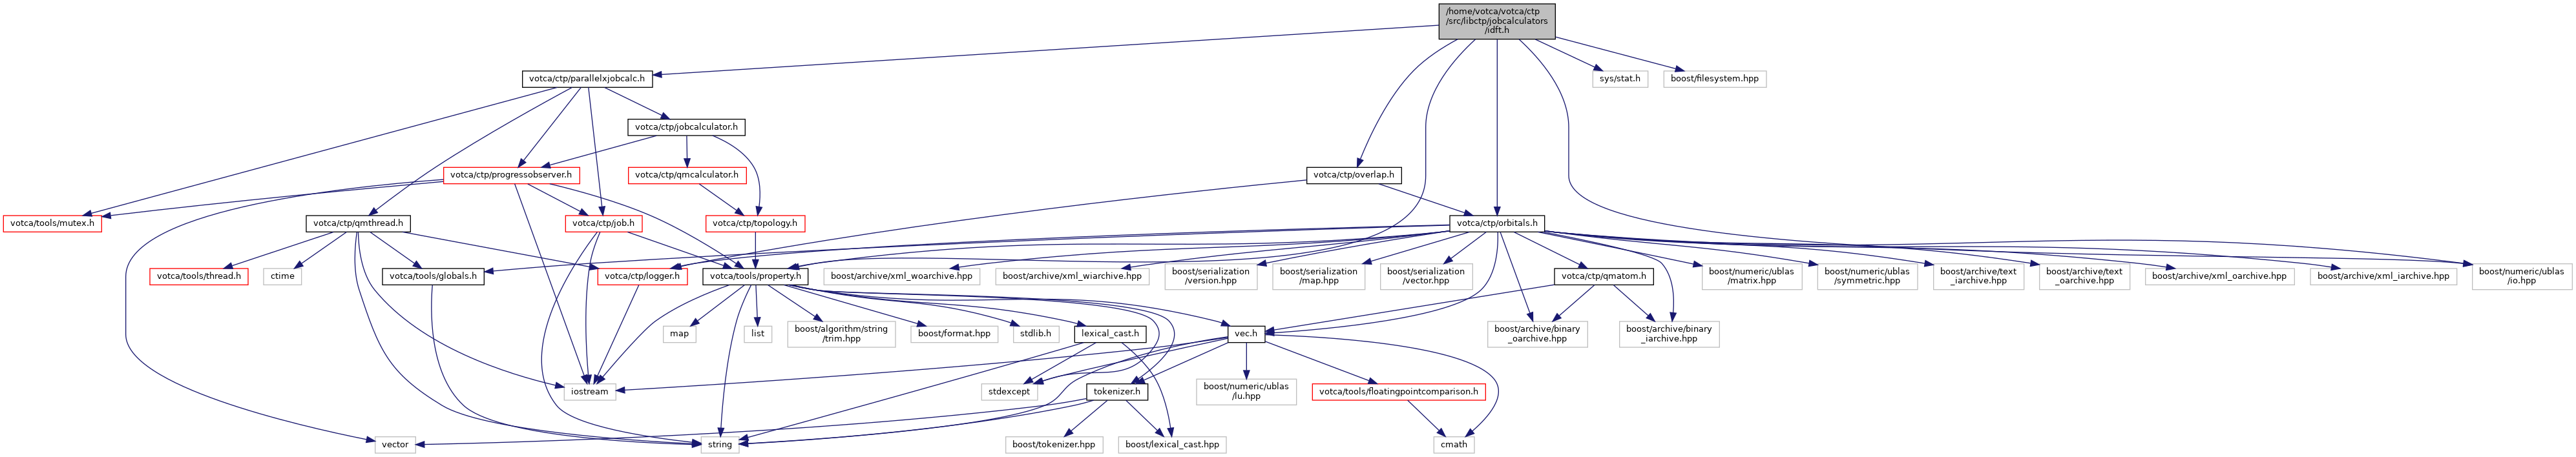 /home/votca/votca/ctp
/src/libctp/jobcalculators
/idft.h
votca/ctp/parallelxjobcalc.h
sys/stat.h
boost/filesystem.hpp
votca/ctp/jobcalculator.h
votca/ctp/progressobserver.h
votca/ctp/qmcalculator.h
votca/ctp/overlap.h
votca/tools/mutex.h
votca/ctp/qmthread.h
votca/ctp/job.h
votca/ctp/topology.h
votca/ctp/orbitals.h
votca/tools/thread.h
ctime
votca/tools/globals.h
votca/ctp/logger.h
votca/tools/property.h
boost/archive/xml_woarchive.hpp
boost/archive/xml_wiarchive.hpp
boost/serialization
/version.hpp
boost/serialization
/map.hpp
boost/serialization
/vector.hpp
votca/ctp/qmatom.h
boost/numeric/ublas
/matrix.hpp
boost/numeric/ublas
/symmetric.hpp
boost/archive/text
_iarchive.hpp
boost/archive/text
_oarchive.hpp
boost/archive/xml_oarchive.hpp
boost/archive/xml_iarchive.hpp
boost/numeric/ublas
/io.hpp
map
list
boost/algorithm/string
/trim.hpp
boost/format.hpp
stdlib.h
lexical_cast.h
vec.h
boost/archive/binary
_oarchive.hpp
boost/archive/binary
_iarchive.hpp
iostream
stdexcept
tokenizer.h
boost/numeric/ublas
/lu.hpp
votca/tools/floatingpointcomparison.h
vector
string
boost/tokenizer.hpp
boost/lexical_cast.hpp
cmath